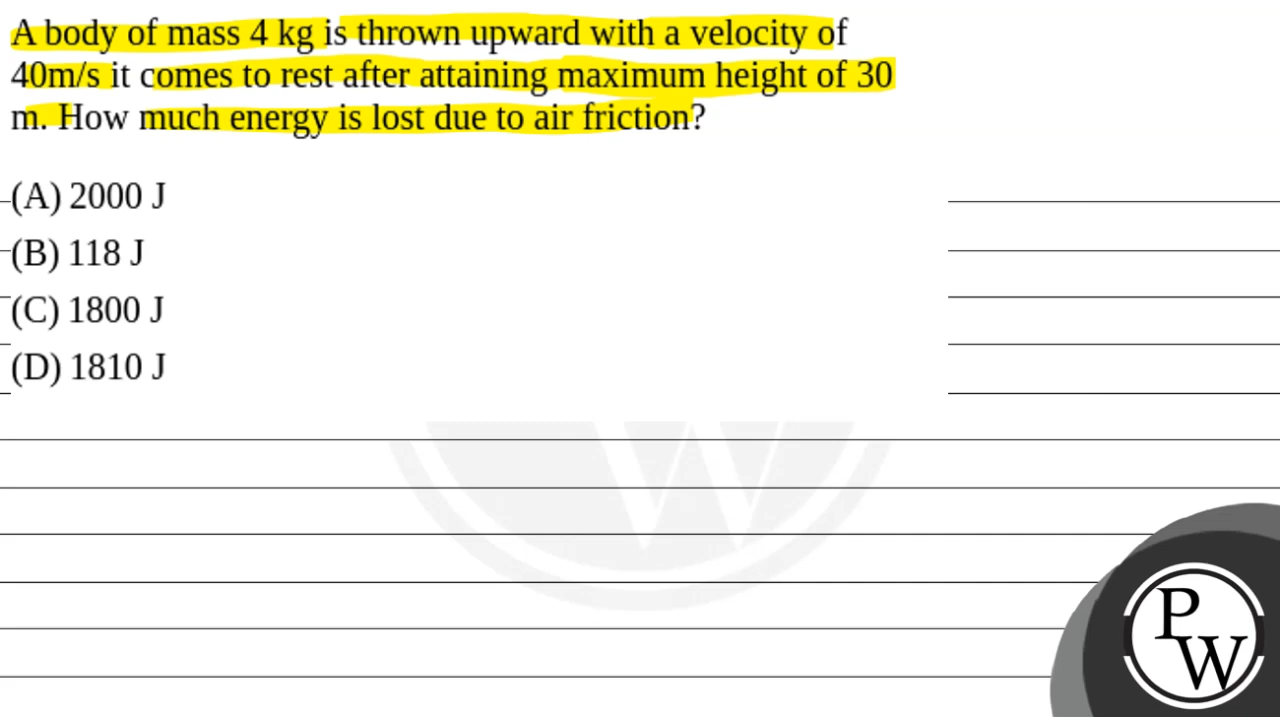 A body of mass 4 kg is thrown upward with a velocity of
40m/s it comes to rest after attaining maximum height of 30
m. How much energy is lost due to air friction?
(A) 2000 J
(B) 118 J
(C) 1800 J
(D) 1810 J
P
W